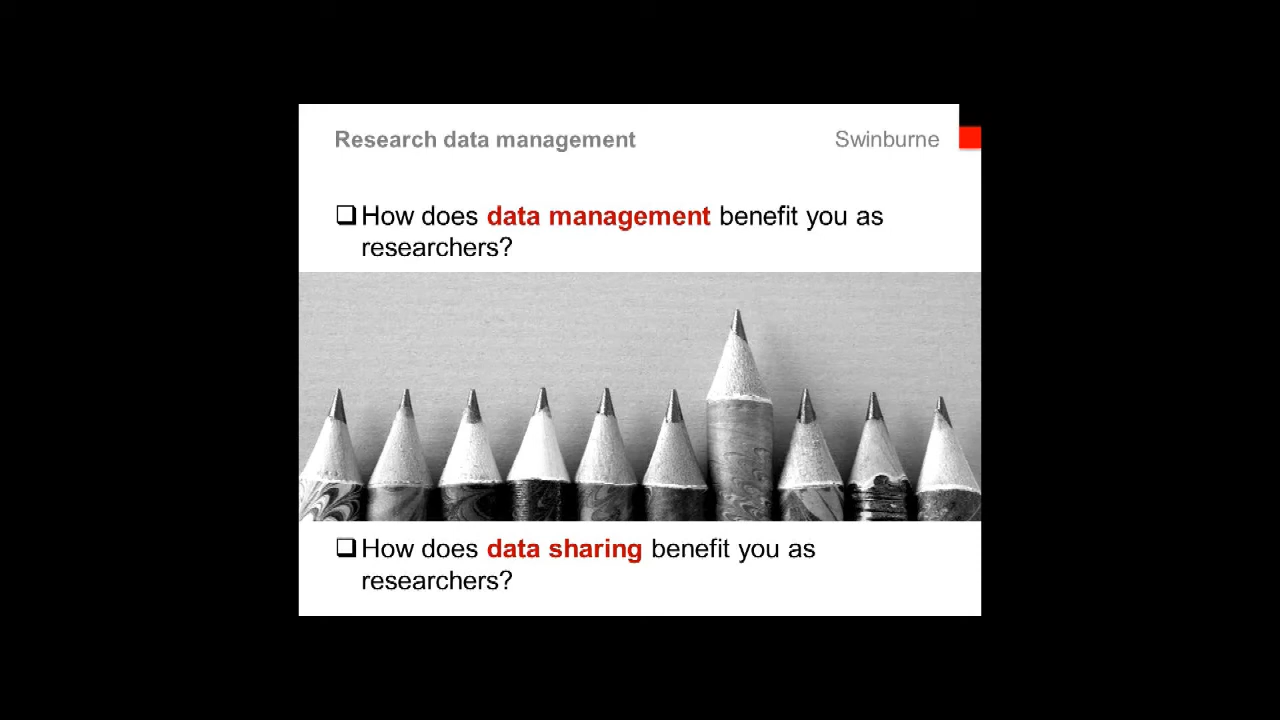 Research data management
Swinburne
❑ How does data management benefit you as
researchers?
❑ How does data sharing benefit you as
researchers?